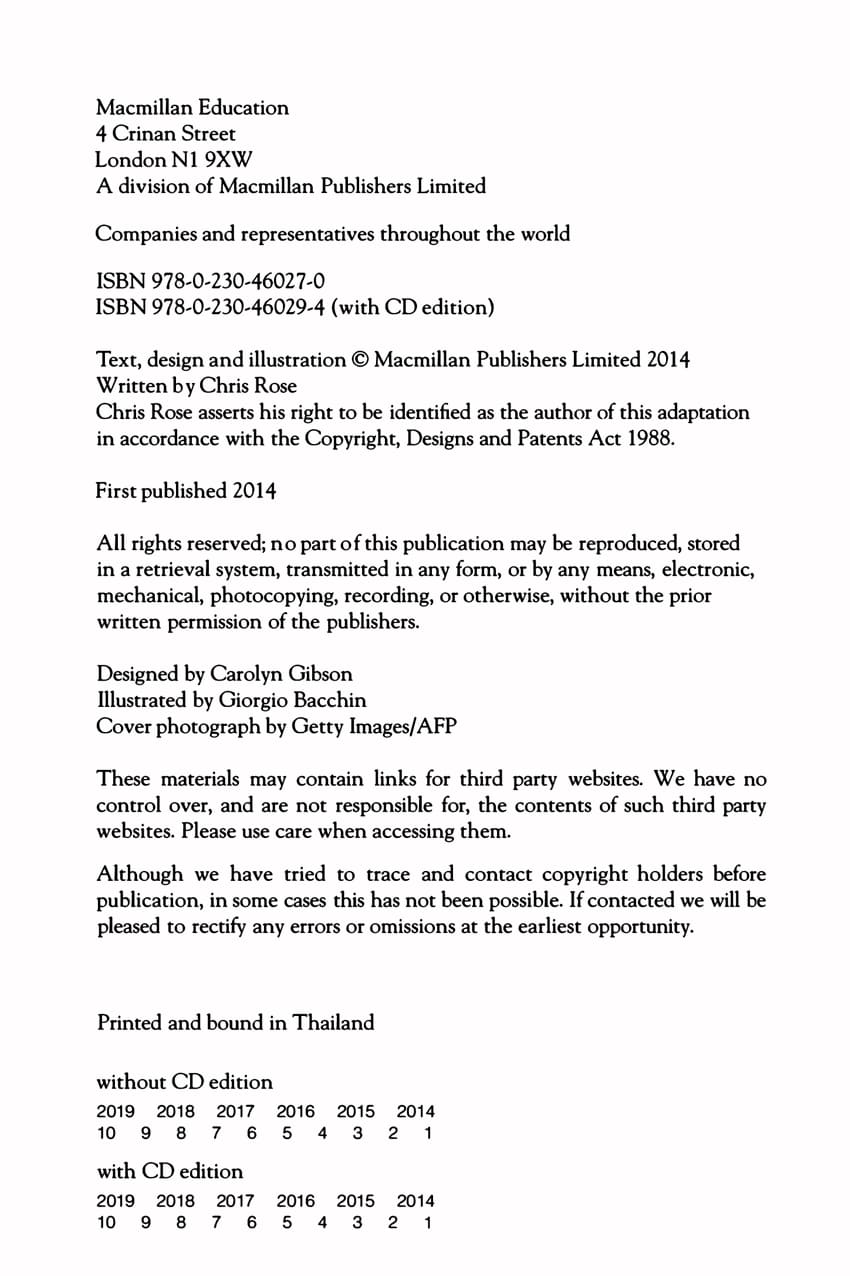 Macmillan Education
4 Crinan Street
London N1 9XW
A division of Macmillan Publishers Limited
Companies and representatives throughout the world
ISBN 978-0-230-46027-0
ISBN 978-0-230-46029-4 (with CD edition)
Text, design and illustration © Macmillan Publishers Limited 2014
Written by Chris Rose
Chris Rose asserts his right to be identified as the author of this adaptation
in accordance with the Copyright, Designs and Patents Act 1988.
First published 2014
All rights reserved; no part of this publication may be reproduced, stored
in a retrieval system, transmitted in any form, or by any means, electronic,
mechanical, photocopying, recording, or otherwise, without the prior
written permission of the publishers.
Designed by Carolyn Gibson
Illustrated by Giorgio Bacchin
Cover photograph by Getty Images/AFP
These materials may contain links for third party websites. We have no
control over, and are not responsible for, the contents of such third party
websites. Please use care when accessing them.
Although we have tried to trace and contact copyright holders before
publication, in some cases this has not been possible. If contacted we will be
pleased to rectify any errors or omissions at the earliest opportunity.
Printed and bound in Thailand
without CD edition
2019 2018 2017 2016 2015 2014
10 9 8 7 6 5 4 3 2 1
with CD edition
2019 2018 2017 2016 2015 2014
10 9 8 7 6 5 4 3 2 1